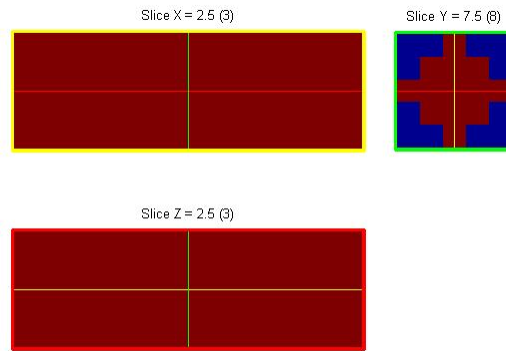 Slice X = 2.5 (3)
Slice Y = 7.5 (8)
Slice Z = 2.5 (3)